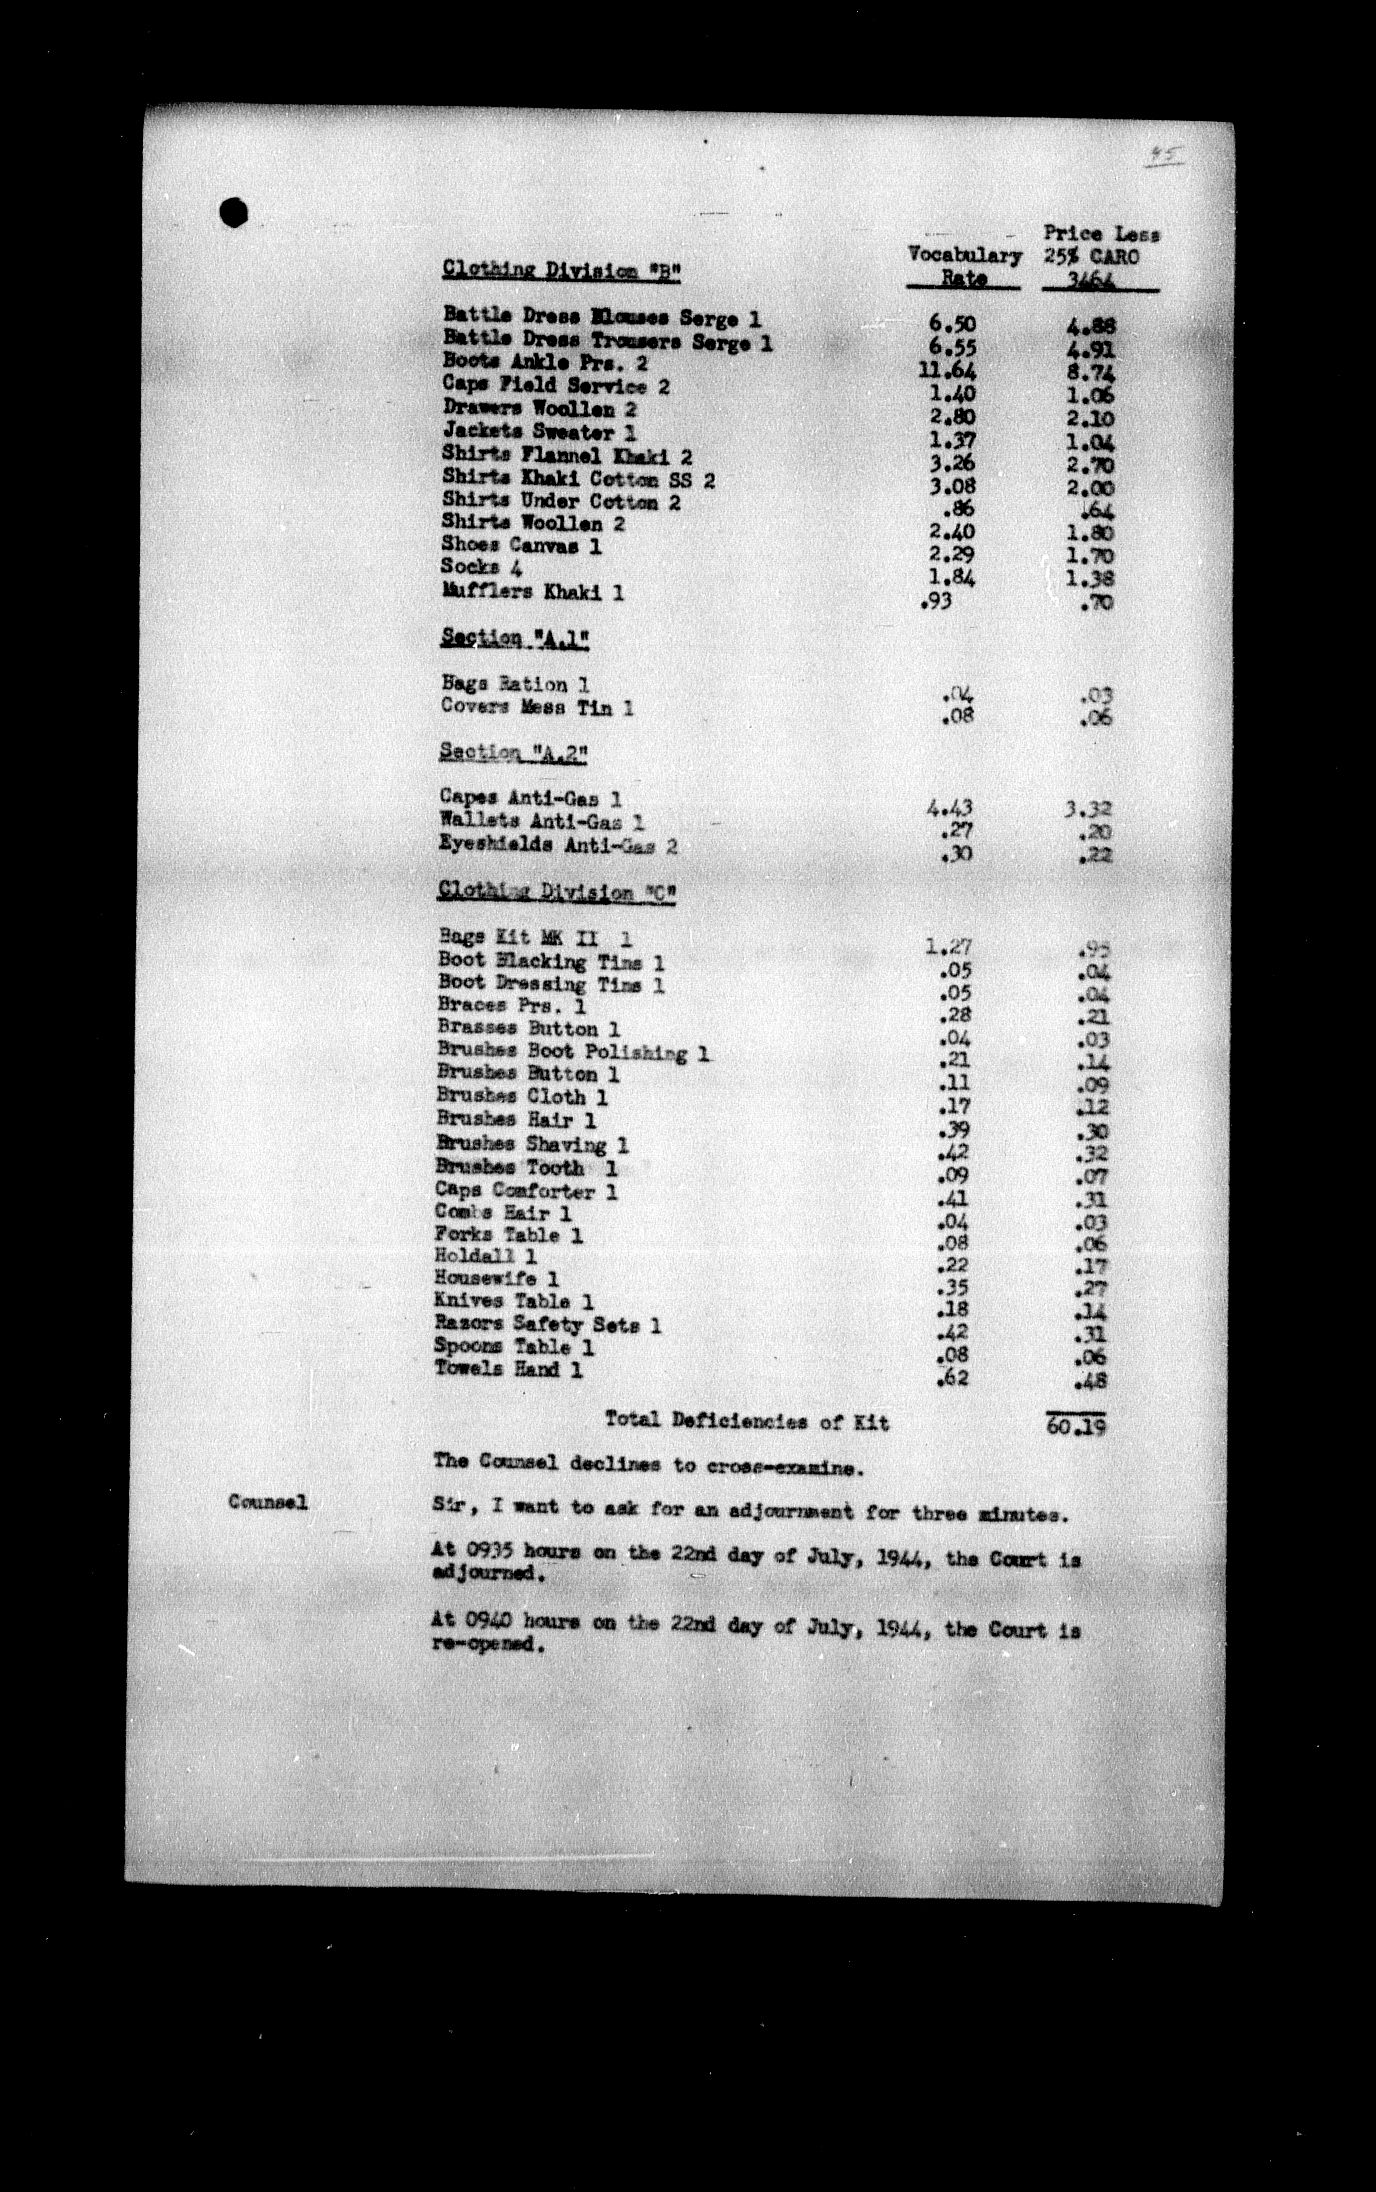 45
Price Less
Vocabulary 25% CARO
Clothing Division "B" Rate 3464
Battle Dress Blouses Serge 1 6.50 4.88
Battle Dress Trousers Serge 1 6.55 4.91
Boots Ankle Prs. 2 11.64 8.74
Caps Field Service 2 1.40 1.06
Drawers Woollen 2 2.80 2.10
Jackets Sweater 1 1.37 1.04
Shirts Flannel Khaki 2 3.26 2.70
Shirts Khaki Cotton SS 2 3.08 2.00
Shirts Under Cotton 2 .86 .64
Shirts Woollen 2 2.40 1.80
Shoes Canvas 1 2.29 1.70
Socks 4 1.84 1.38
Mufflers Khaki 1 .93 .70
Section "A.1"
Bags Ration 1 .04 .03
Covers Mess Tin 1 .08 .06
Section "A.2"
Capes Anti-Gas 1 4.43 3.32
Wallets Anti-Gas 1 .27 .20
Eyeshields Anti-Gas 2 .30 .22
Clothing Division "C"
Bags Kit MK II 1 1.27 .95
Boot Blacking Tins 1 .05 .04
Boot Dressing Tins 1 .05 .04
Braces Prs. 1 .28 .21
Brasses Button 1 .04 .03
Brushes Boot Polishing 1 .21 .14
Brushes Button 1 .11 .09
Brushes Cloth 1 .17 .12
Brushes Hair 1 .39 .30
Brushes Shaving 1 .42 .32
Brushes Tooth 1 .09 .07
Caps Comforter 1 .41 .31
Combs Hair 1 .04 .03
Forks Table 1 .08 .06
Holdall 1 .22 .17
Housewife 1 .35 .27
Knives Table 1 .18 .14
Razors Safety Sets 1 .42 .31
Spoons Table 1 .08 .06
Towels Hand 1 .62 .48
Total Deficiencies of Kit 60.19
The Counsel declines to cross-examine.
Counsel Sir, I want to ask for an adjournment for three minutes.
At 0935 hours on the 22nd day of July, 1944, the Court is
adjourned.
At 0940 hours on the 22nd day of July, 1944, the Court is
re-opened.